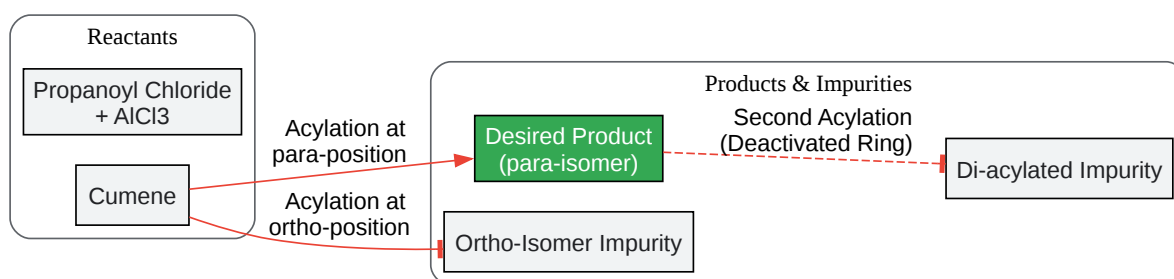 Reactants
Propanoyl Chloride
+ AlCl3
Cumene
Acylation at
para-position
Acylation at
ortho-position
Products & Impurities
Desired Product
(para-isomer)
Second Acylation
(Deactivated Ring)
Di-acylated Impurity
Ortho-Isomer Impurity